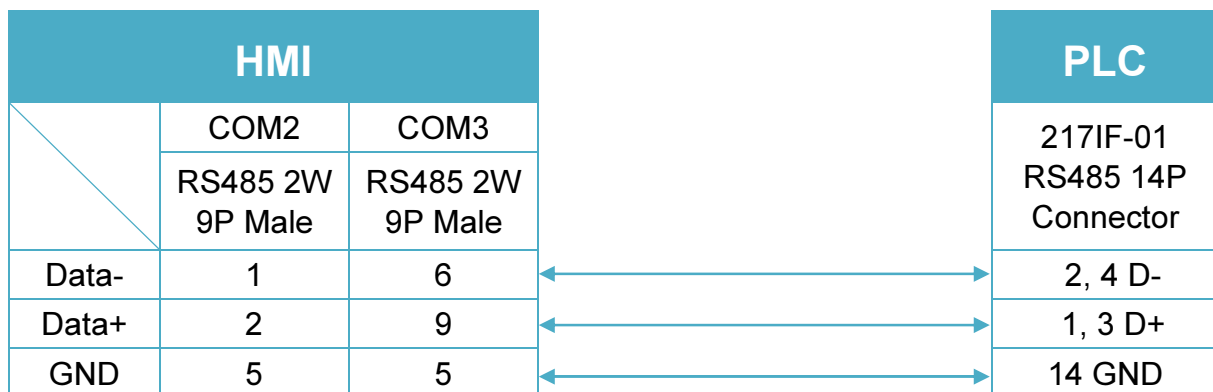 HMI PLC
COM2 COM3
217IF-01
RS485 14P
Connector
RS485 2W RS485 2W
9P Male 9P Male
Data- 1 6 2, 4 D-
Data+ 2 9 1, 3 D+
GND 5 5 14 GND